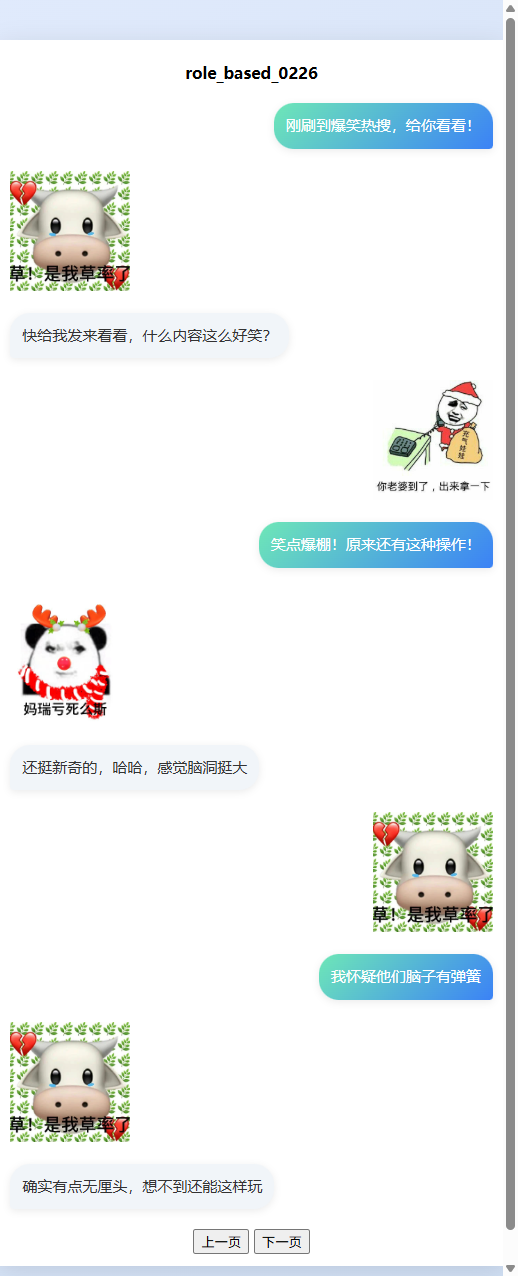 role_based_0226
刚刷到爆笑热搜，给你看看！
草！是我草率了
快给我发来看看，什么内容这么好笑？
充气娃娃
你老婆到了，出来拿一下
笑点爆棚！原来还有这种操作！
妈瑞亏死么斯
还挺新奇的，哈哈，感觉脑洞挺大
草！是我草率了
我怀疑他们脑子有弹簧
草！是我草率了
确实有点无厘头，想不到还能这样玩
上一页 下一页